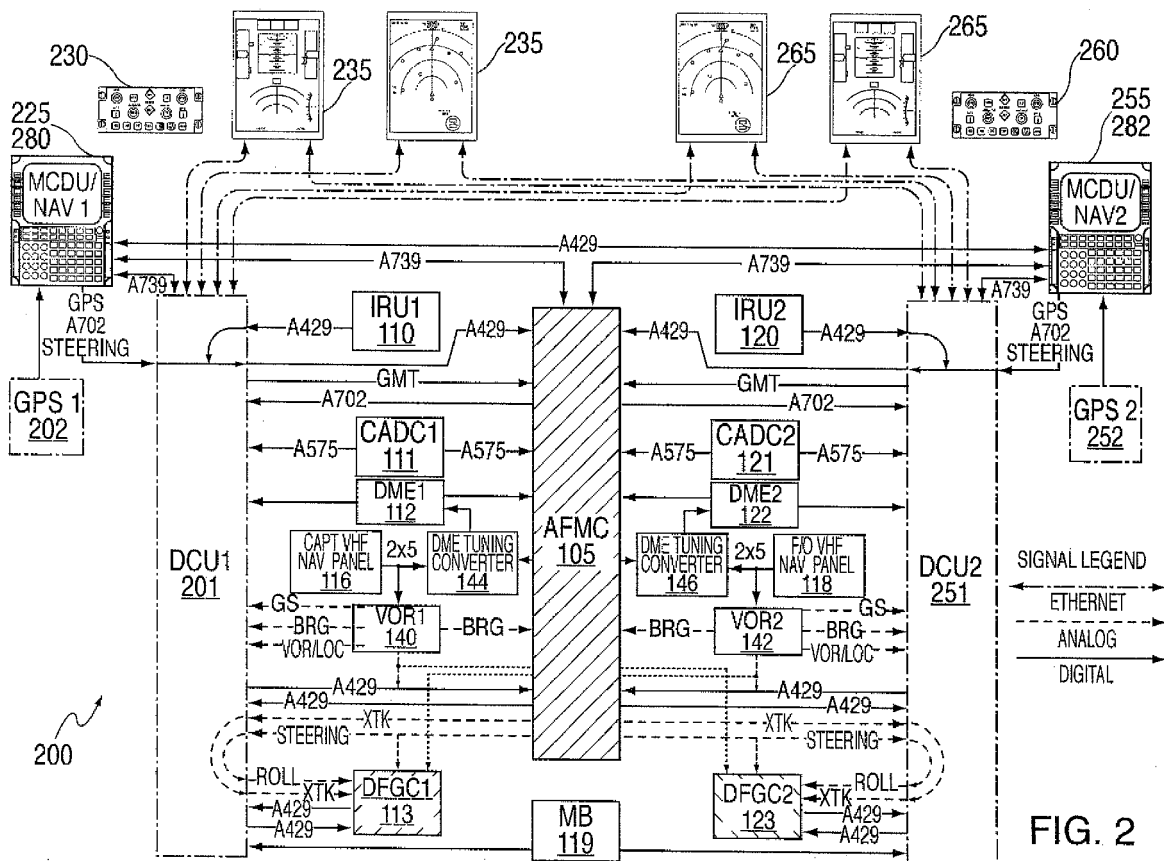 230
235
235
265
265
260
225
280
255
282
MCDU/
NAV 1
MCDU/
NAV2
A429
A739
A739
A739
A739
GPS
A702
STEERING
GPS
A702
STEERING
IRU1
110
A429
A429
IRU2
120
A429
A429
GPS 1
202
GPS 2
252
GMT
GMT
A702
A702
CADC1
111
A575
A575
CADC2
121
A575
A575
DME1
112
DME2
122
AFMC
105
DCU1
201
DCU2
251
CAPT VHF
NAV PANEL
116
2x5
DME TUNING
CONVERTER
144
DME TUNING
CONVERTER
146
2x5
F/O VHF
NAV PANEL
118
SIGNAL LEGEND
ETHERNET
ANALOG
DIGITAL
GS
BRG
VOR/LOC
VOR1
140
BRG
BRG
VOR2
142
GS
BRG
VOR/LOC
A429
A429
A429
A429
XTK
STEERING
XTK
STEERING
200
ROLL
XTK
A429
A429
DFGC1
113
DFGC2
123
ROLL
XTK
A429
A429
MB
119
FIG. 2